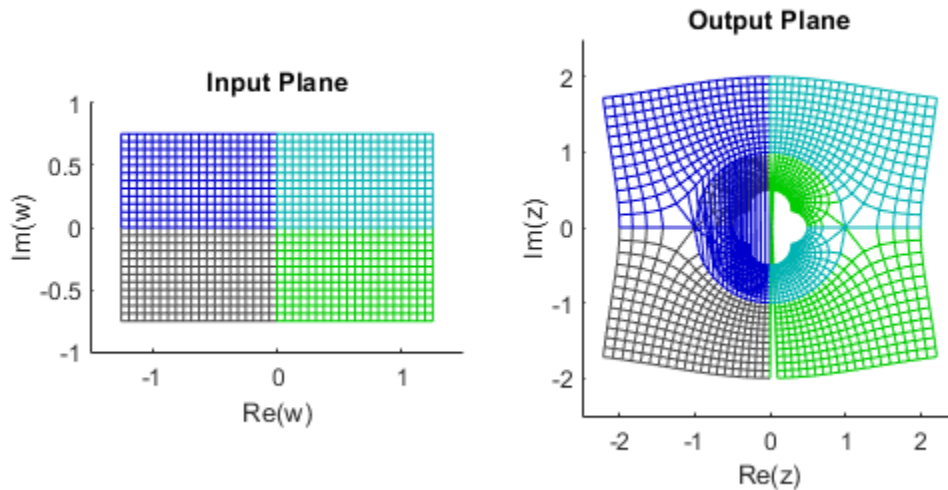 Input Plane
1
0.5
0
-0.5
-1
Im(w)
-1 0 1
Re(w)
Output Plane
2
1
0
-1
-2
Im(z)
-2 -1 0 1 2
Re(z)